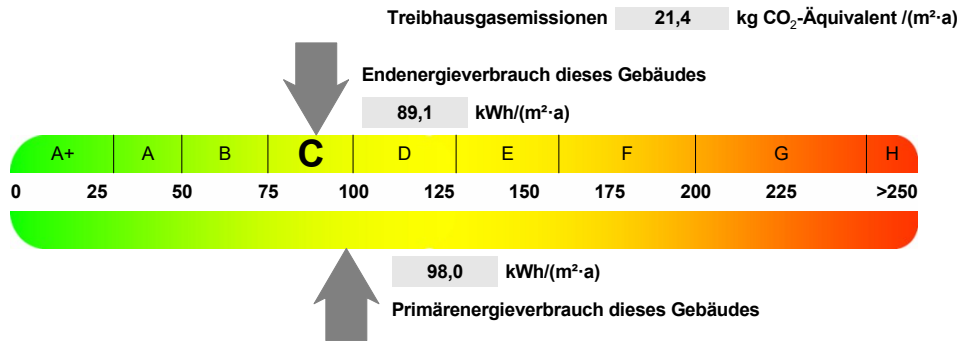 Treibhausgasemissionen 21,4 kg CO₂-Äquivalent /(m²·a)
Endenergieverbrauch dieses Gebäudes
89,1 kWh/(m²·a)
A+ A B C D E F G H
0 25 50 75 100 125 150 175 200 225 >250
98,0 kWh/(m²·a)
Primärenergieverbrauch dieses Gebäudes